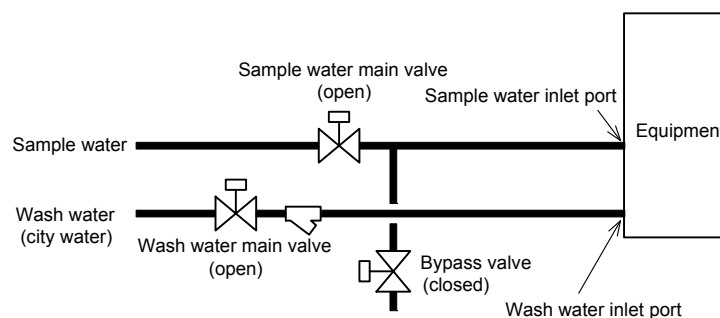 Sample water main valve
(open)
Sample water inlet port
Equipmen
Sample water
Wash water
(city water)
Wash water main valve
(open)
Bypass valve
(closed)
Wash water inlet port